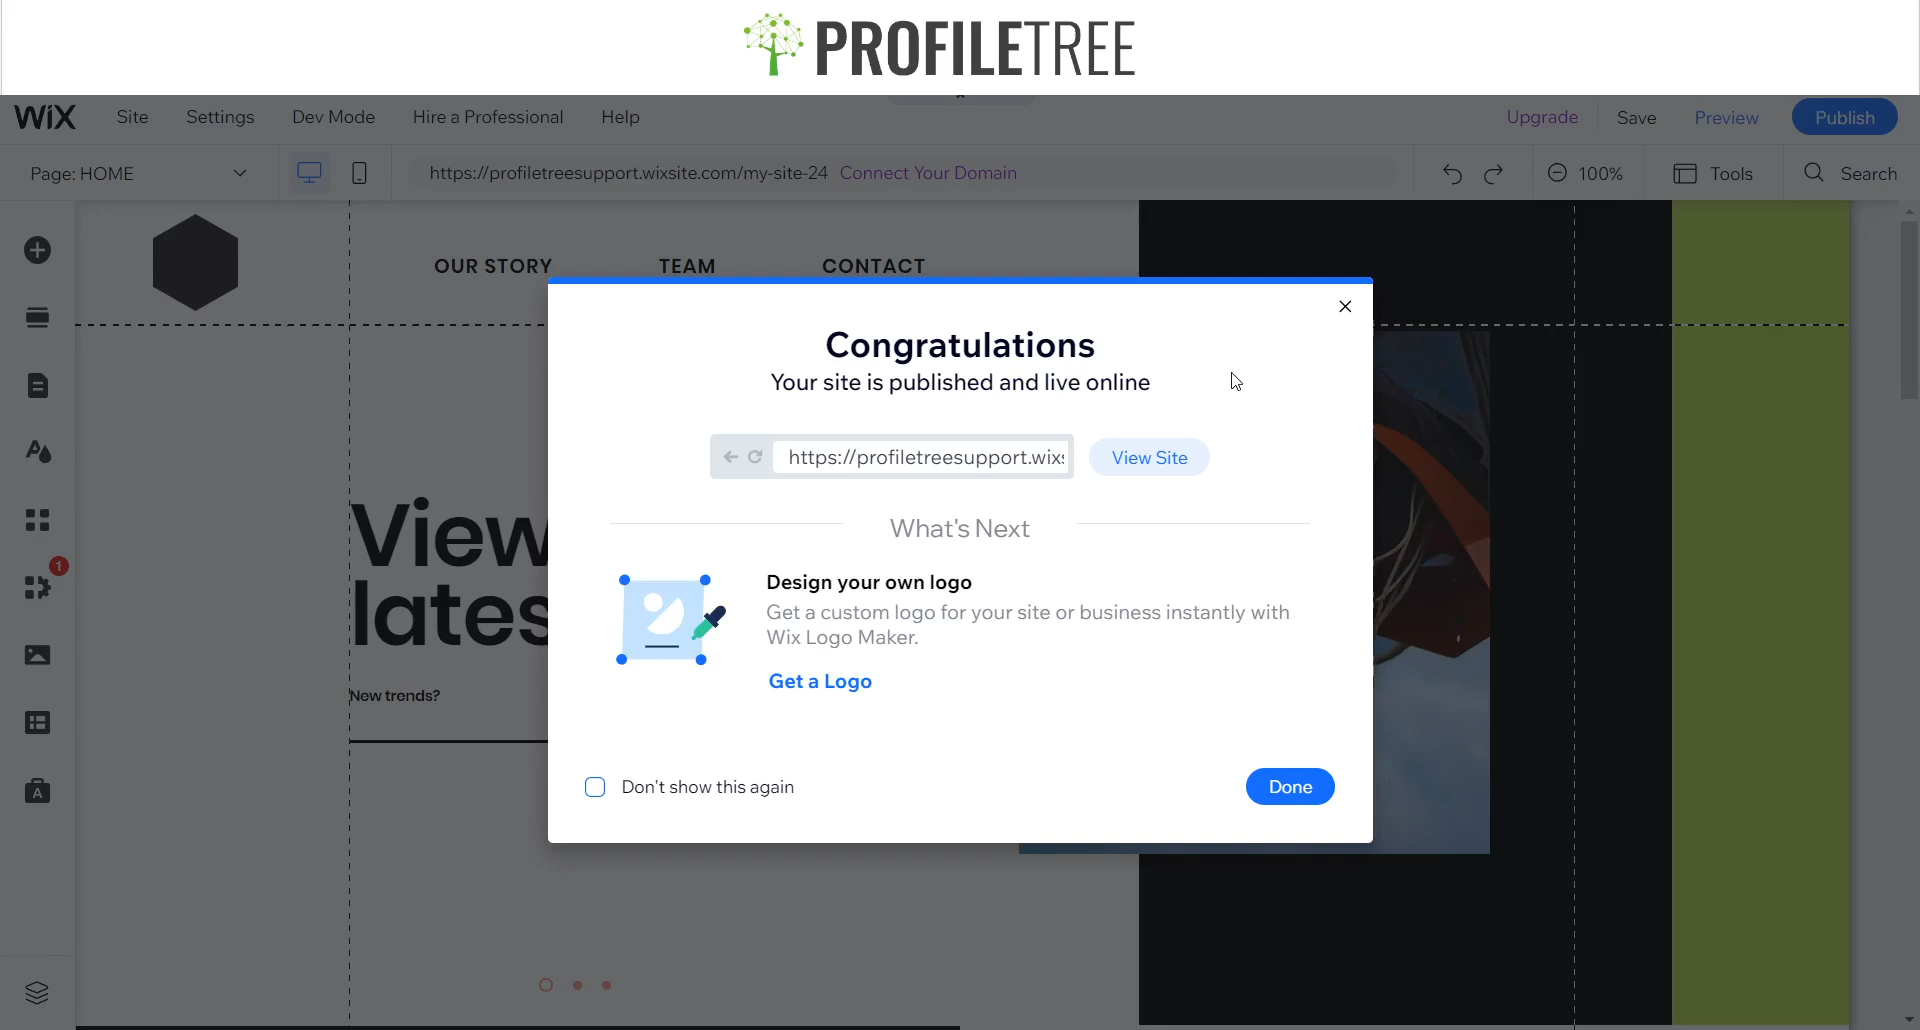 PROFILETREE
WiX Site Settings Dev Mode Hire a Professional Help Upgrade Save Preview Publish
Page: HOME https://profiletreesupport.wixsite.com/my-site-24 Connect Your Domain 100% Tools Search
OUR STORY TEAM CONTACT
Congratulations
Your site is published and live online
https://profiletreesupport.wix View Site
What's Next
Design your own logo
Get a custom logo for your site or business instantly with
Wix Logo Maker.
Get a Logo
Don't show this again Done
1
View
lates
New trends?
A